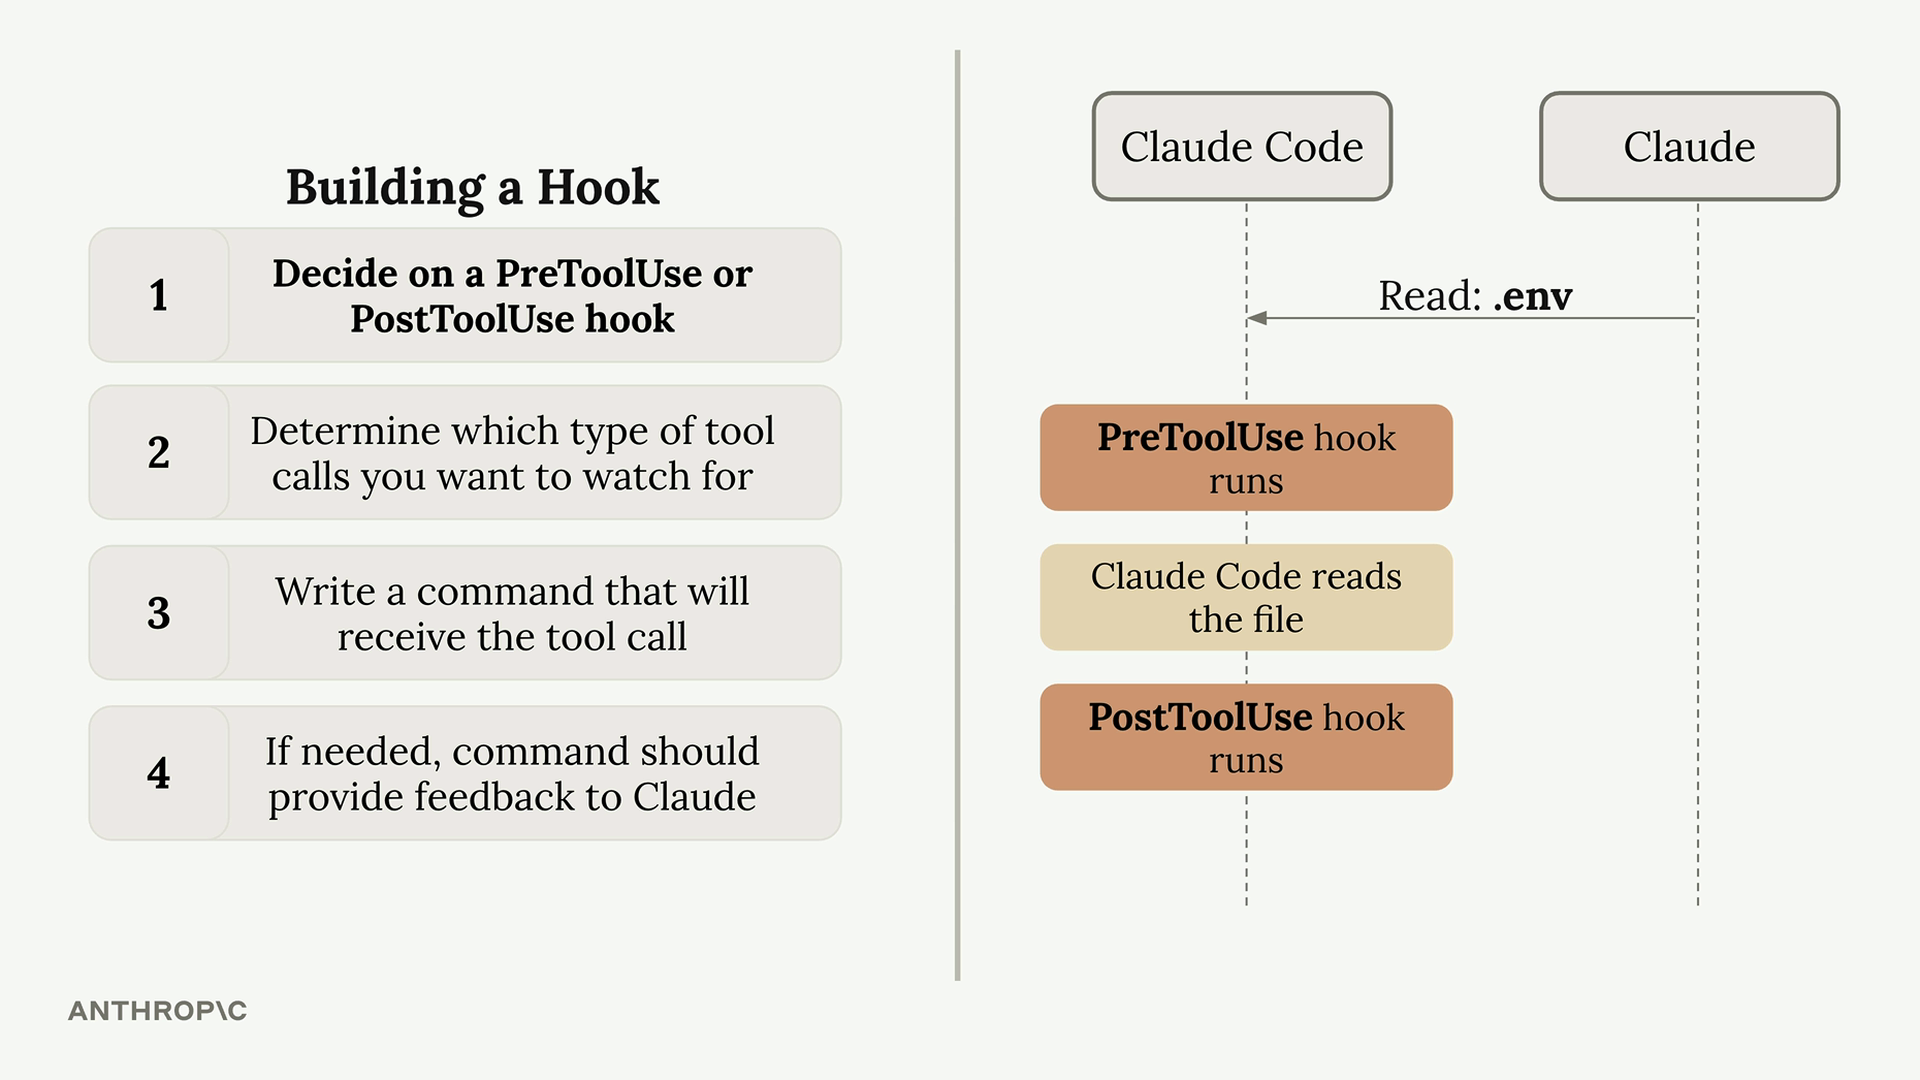 Building a Hook
1
Decide on a PreToolUse or
PostToolUse hook
2
Determine which type of tool
calls you want to watch for
3
Write a command that will
receive the tool call
4
If needed, command should
provide feedback to Claude
ANTHROP\C
Claude Code
Claude
Read: .env
PreToolUse hook
runs
Claude Code reads
the file
PostToolUse hook
runs